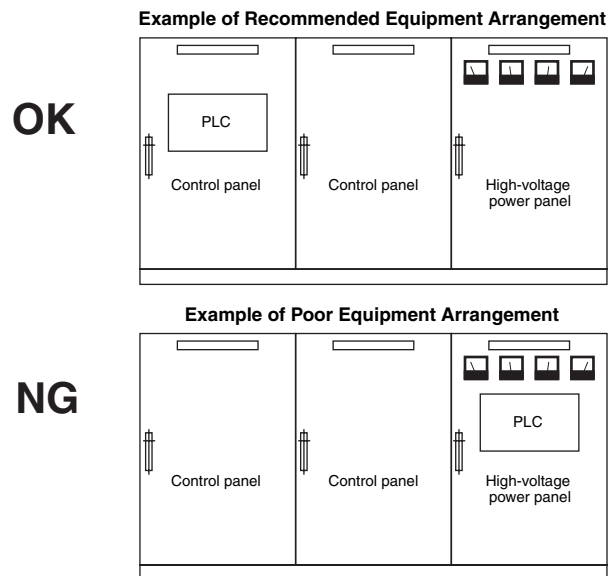 Example of Recommended Equipment Arrangement
OK
PLC
Control panel
Control panel
High-voltage
power panel
Example of Poor Equipment Arrangement
NG
PLC
Control panel
Control panel
High-voltage
power panel